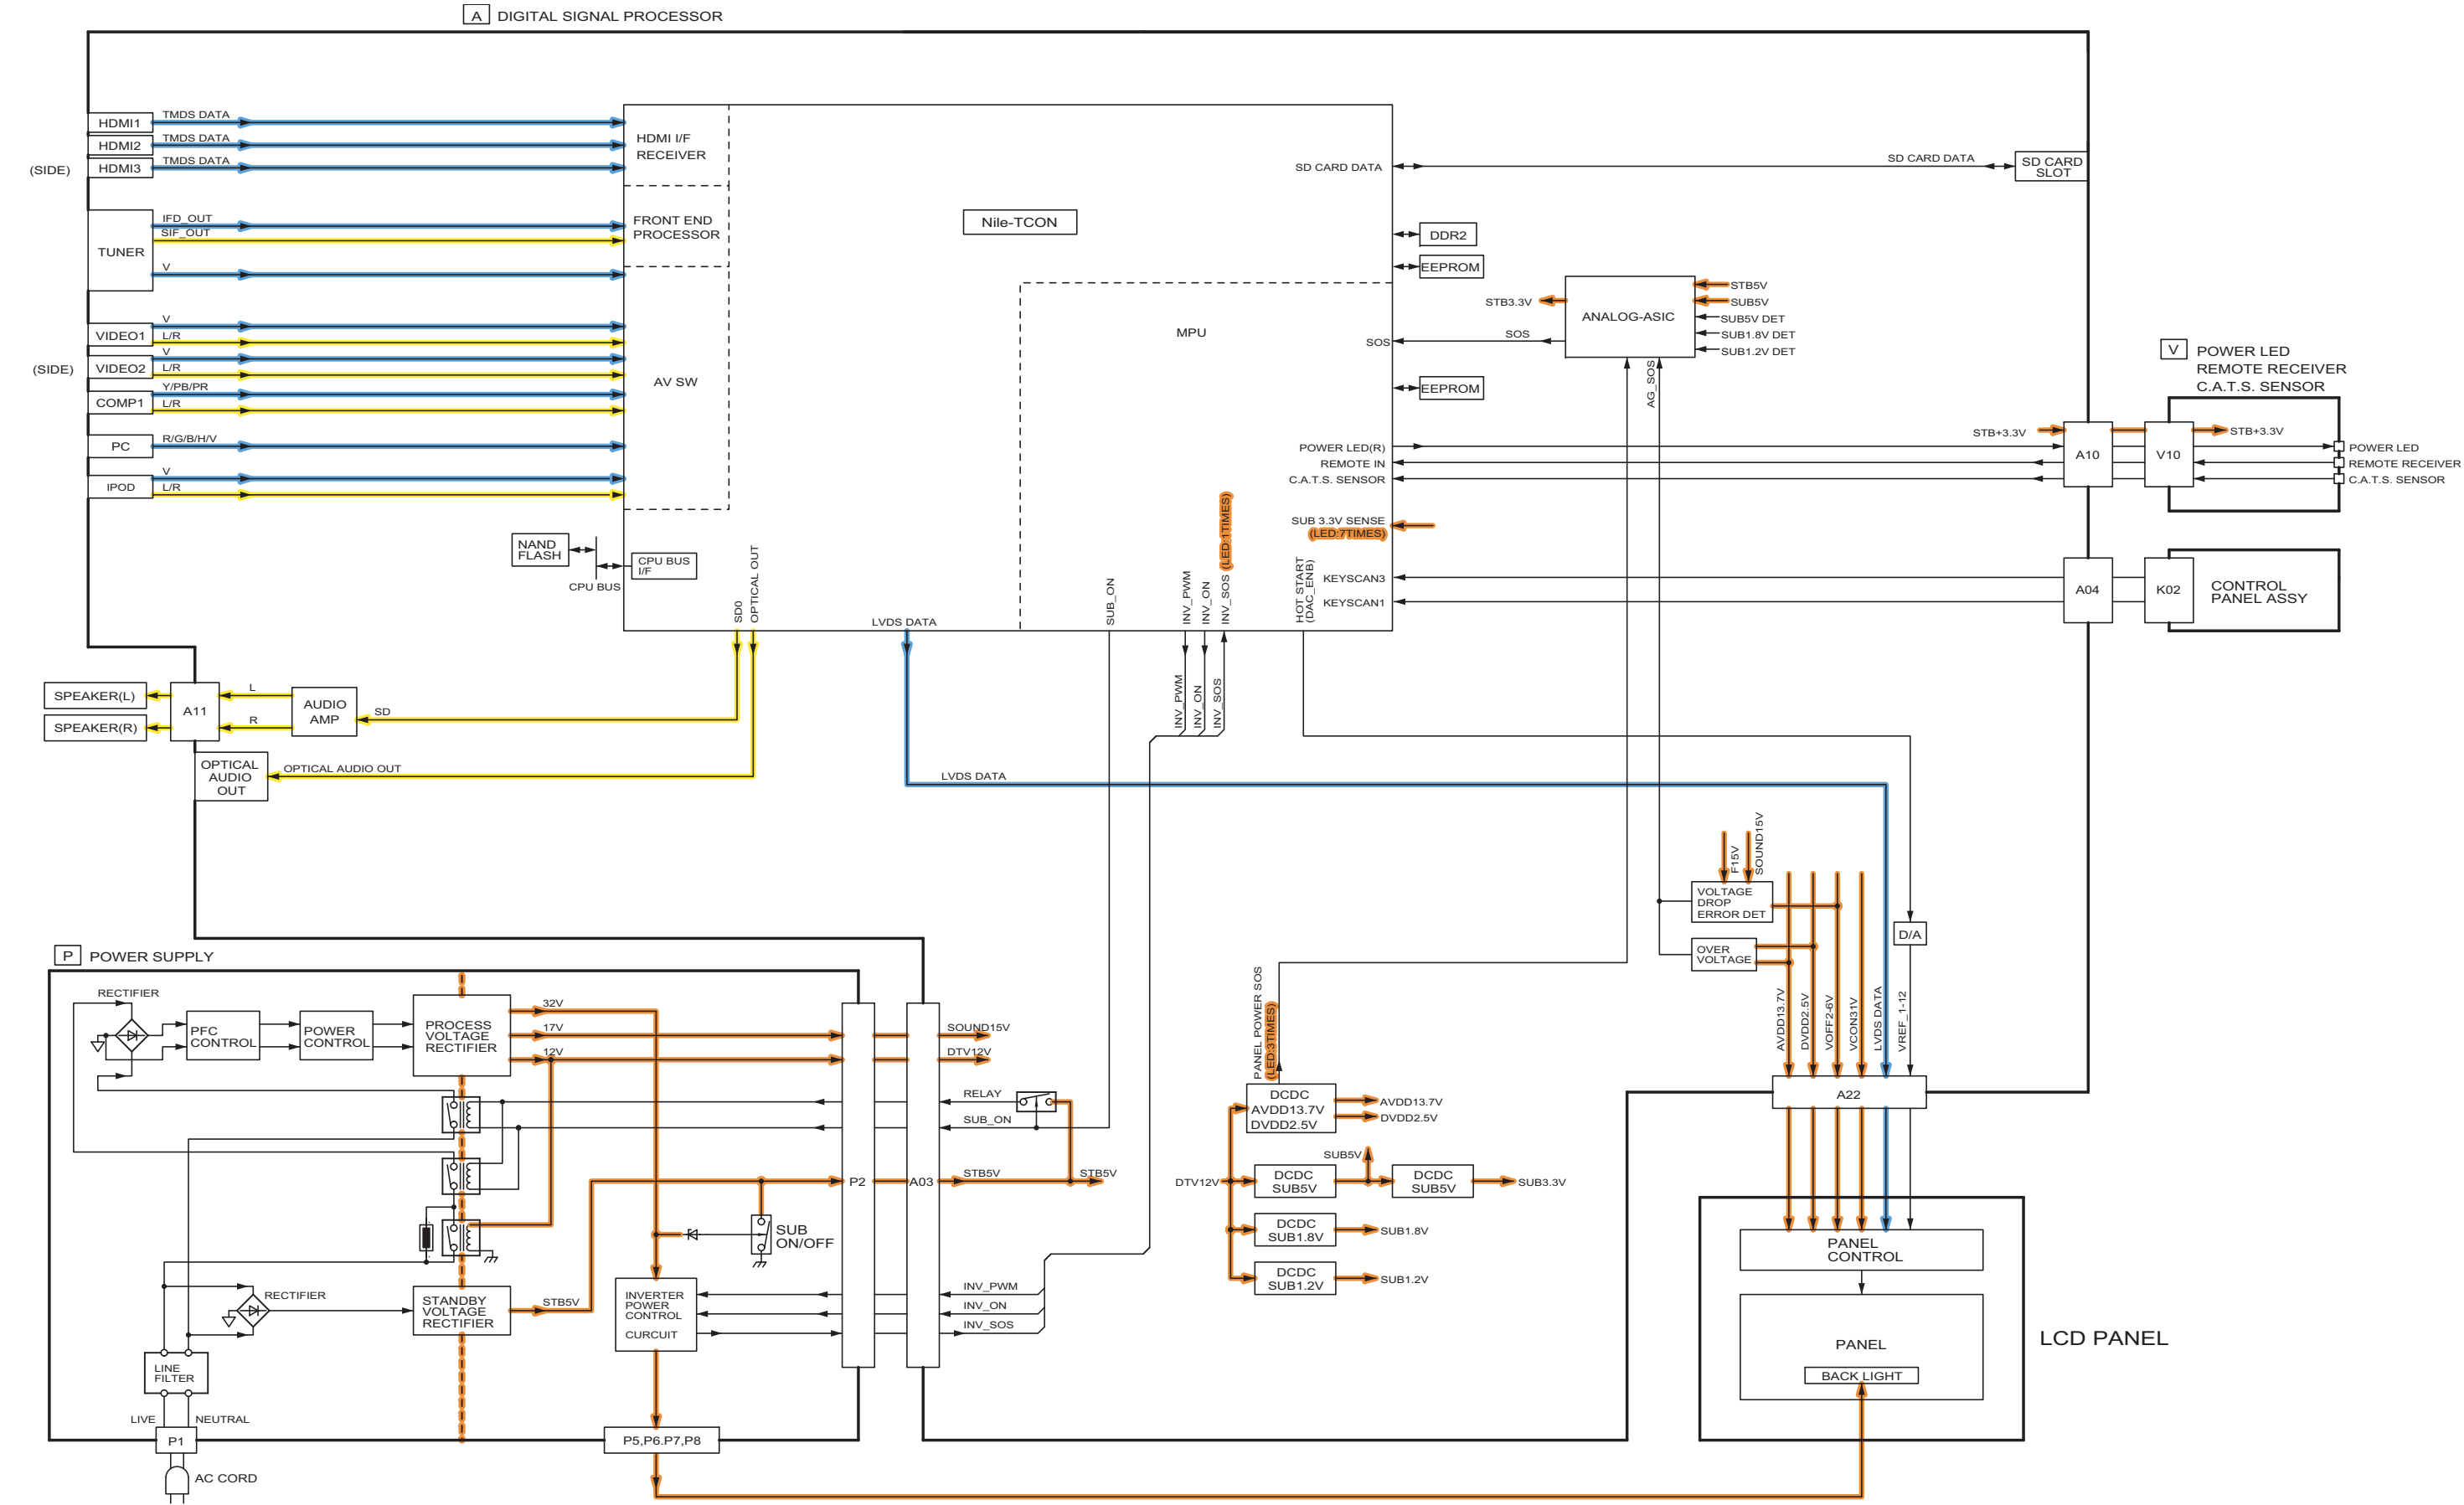 A DIGITAL SIGNAL PROCESSOR
HDMI1
TMDS DATA
HDMI2
TMDS DATA
(SIDE)
HDMI3
TMDS DATA
TUNER
IFD_OUT
SIF_OUT
V
VIDEO1
V
L/R
(SIDE)
VIDEO2
V
L/R
COMP1
Y/PB/PR
L/R
PC
R/G/B/H/V
IPOD
V
L/R
HDMI I/F
RECEIVER
FRONT END
PROCESSOR
AV SW
Nile-TCON
MPU
NAND
FLASH
CPU BUS
CPU BUS
I/F
SD0
OPTICAL OUT
LVDS DATA
SUB_ON
INV_PWM
INV_ON
INV_SOS (LED:1TIMES)
HOT START
(DAC_ENB)
SD CARD DATA
SD CARD DATA
SD CARD
SLOT
DDR2
EEPROM
SOS
SOS
EEPROM
STB3.3V
ANALOG-ASIC
STB5V
SUB5V
SUB5V DET
SUB1.8V DET
SUB1.2V DET
AG_SOS
POWER LED(R)
REMOTE IN
C.A.T.S. SENSOR
SUB 3.3V SENSE
(LED:7TIMES)
KEYSCAN3
KEYSCAN1
V POWER LED
REMOTE RECEIVER
C.A.T.S. SENSOR
STB+3.3V
A10
V10
STB+3.3V
POWER LED
REMOTE RECEIVER
C.A.T.S. SENSOR
A04
K02
CONTROL
PANEL ASSY
SPEAKER(L)
SPEAKER(R)
A11
L
R
AUDIO
AMP
SD
OPTICAL
AUDIO
OUT
OPTICAL AUDIO OUT
INV_PWM
INV_ON
INV_SOS
LVDS DATA
F15V
SOUND15V
VOLTAGE
DROP
ERROR DET
OVER
VOLTAGE
D/A
AVDD13.7V
DVDD2.5V
VOFF2-6V
VCON31V
LVDS DATA
VREF_1-12
A22
P POWER SUPPLY
RECTIFIER
PFC
CONTROL
POWER
CONTROL
PROCESS
VOLTAGE
RECTIFIER
32V
17V
12V
P2
A03
SOUND15V
DTV12V
RELAY
SUB_ON
STB5V
STB5V
SUB
ON/OFF
RECTIFIER
STANDBY
VOLTAGE
RECTIFIER
STB5V
INVERTER
POWER
CONTROL
CURCUIT
INV_PWM
INV_ON
INV_SOS
LINE
FILTER
LIVE
NEUTRAL
P1
AC CORD
P5,P6.P7,P8
PANEL POWER SOS
(LED:3TIMES)
DCDC
AVDD13.7V
DVDD2.5V
AVDD13.7V
DVDD2.5V
DTV12V
DCDC
SUB5V
SUB5V
DCDC
SUB5V
SUB3.3V
DCDC
SUB1.8V
SUB1.8V
DCDC
SUB1.2V
SUB1.2V
PANEL
CONTROL
PANEL
BACK LIGHT
LCD PANEL